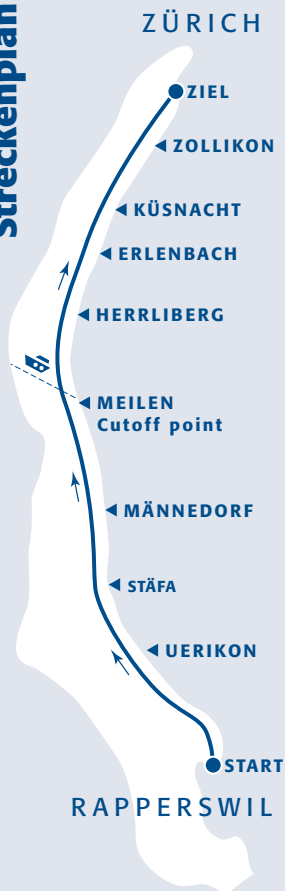 Streckenplan
ZÜRICH
ZIEL
ZOLLIKON
KÜSNACHT
ERLENBACH
HERRLIBERG
MEILEN
Cutoff point
MÄNNEDORF
STÄFA
UERIKON
START
RAPPERSWIL